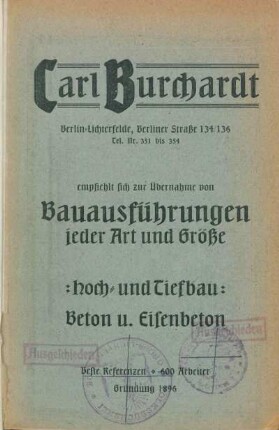 Carl Burchardt
Berlin-Lichterfelde, Berliner Straße 134/136
Tel. Nr. 351 bis 354
empfiehlt sich zur Übernahme von
Bauausführungen
jeder Art und Größe
:Hoch- und Tiefbau:
Beton u. Eisenbeton
Ausgeschieden
Ausgeschieden
Beste Referenzen • 600 Arbeiter
Gründung 1896